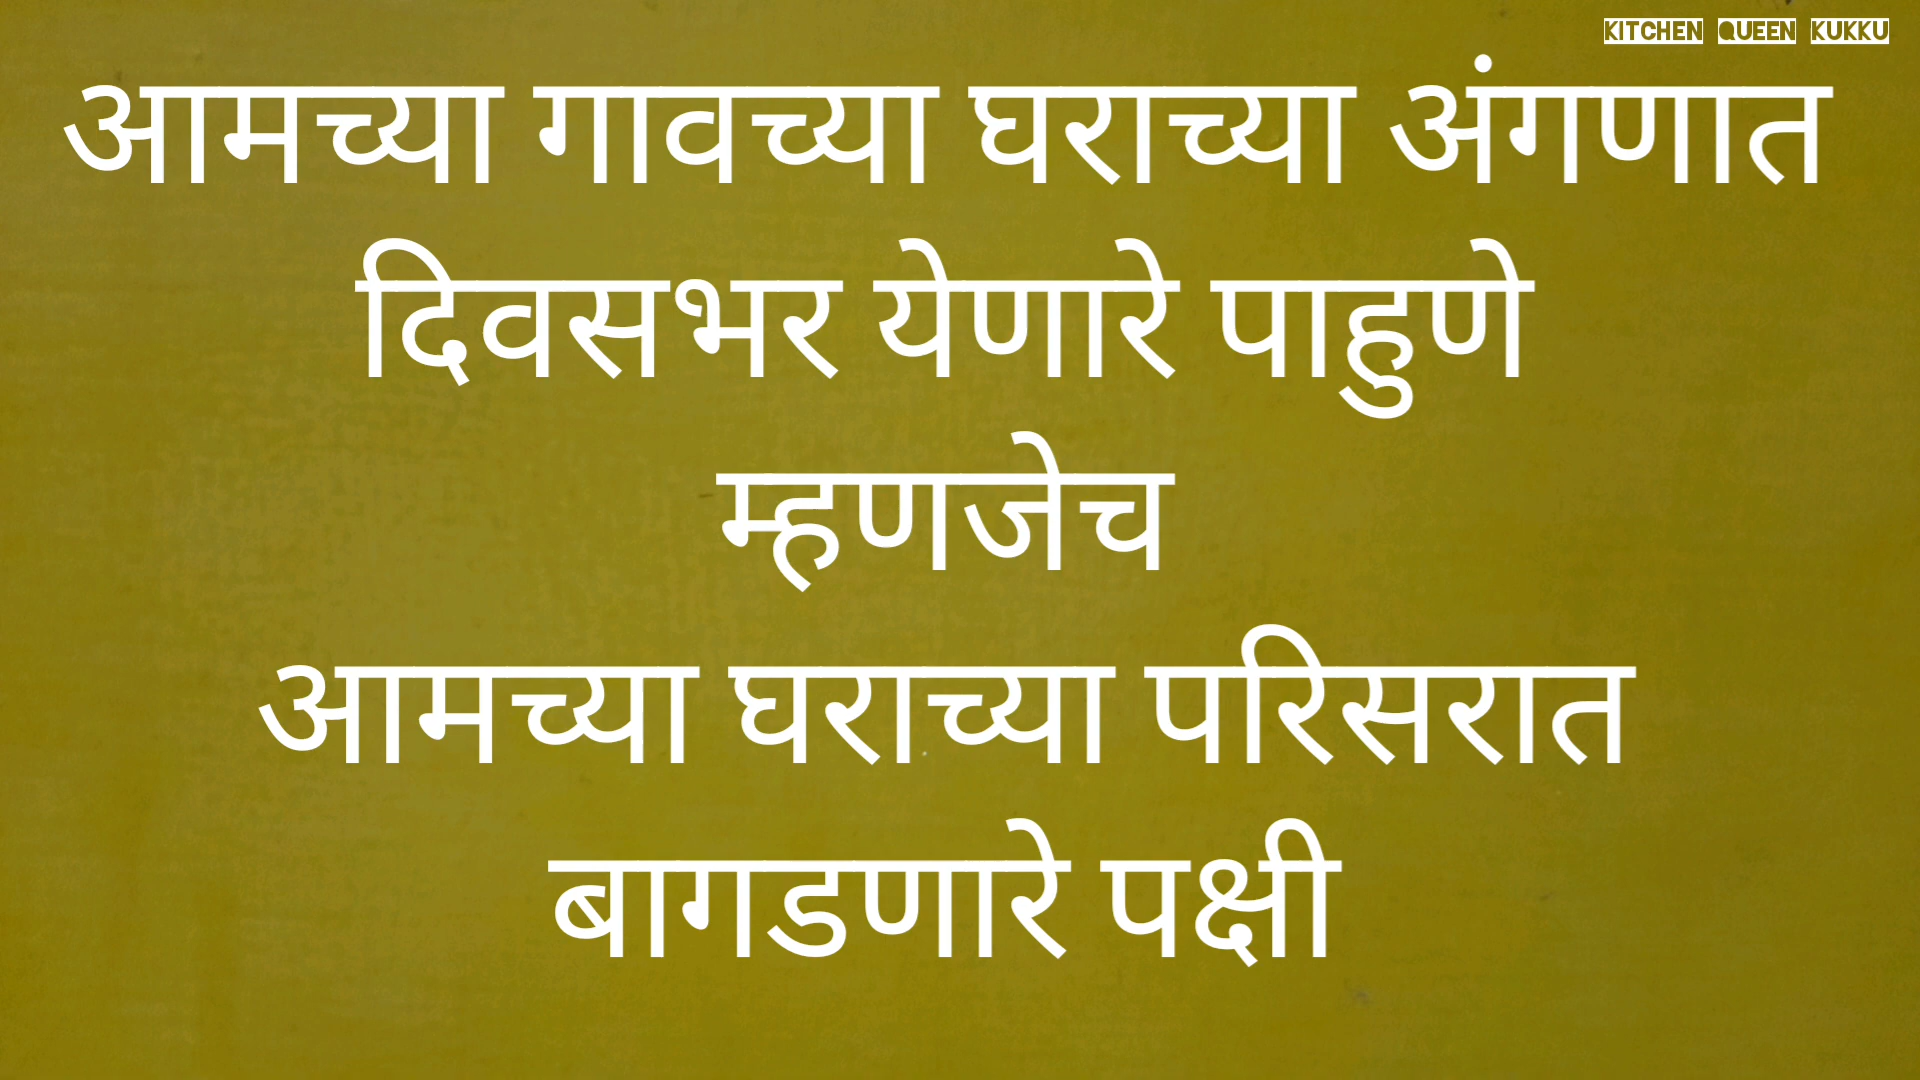 KITCHEN QUEEN KUKKU
आमच्या गावच्या घराच्या अंगणात
दिवसभर येणारे पाहुणे
म्हणजेच
आमच्या घराच्या परिसरात
बागडणारे पक्षी